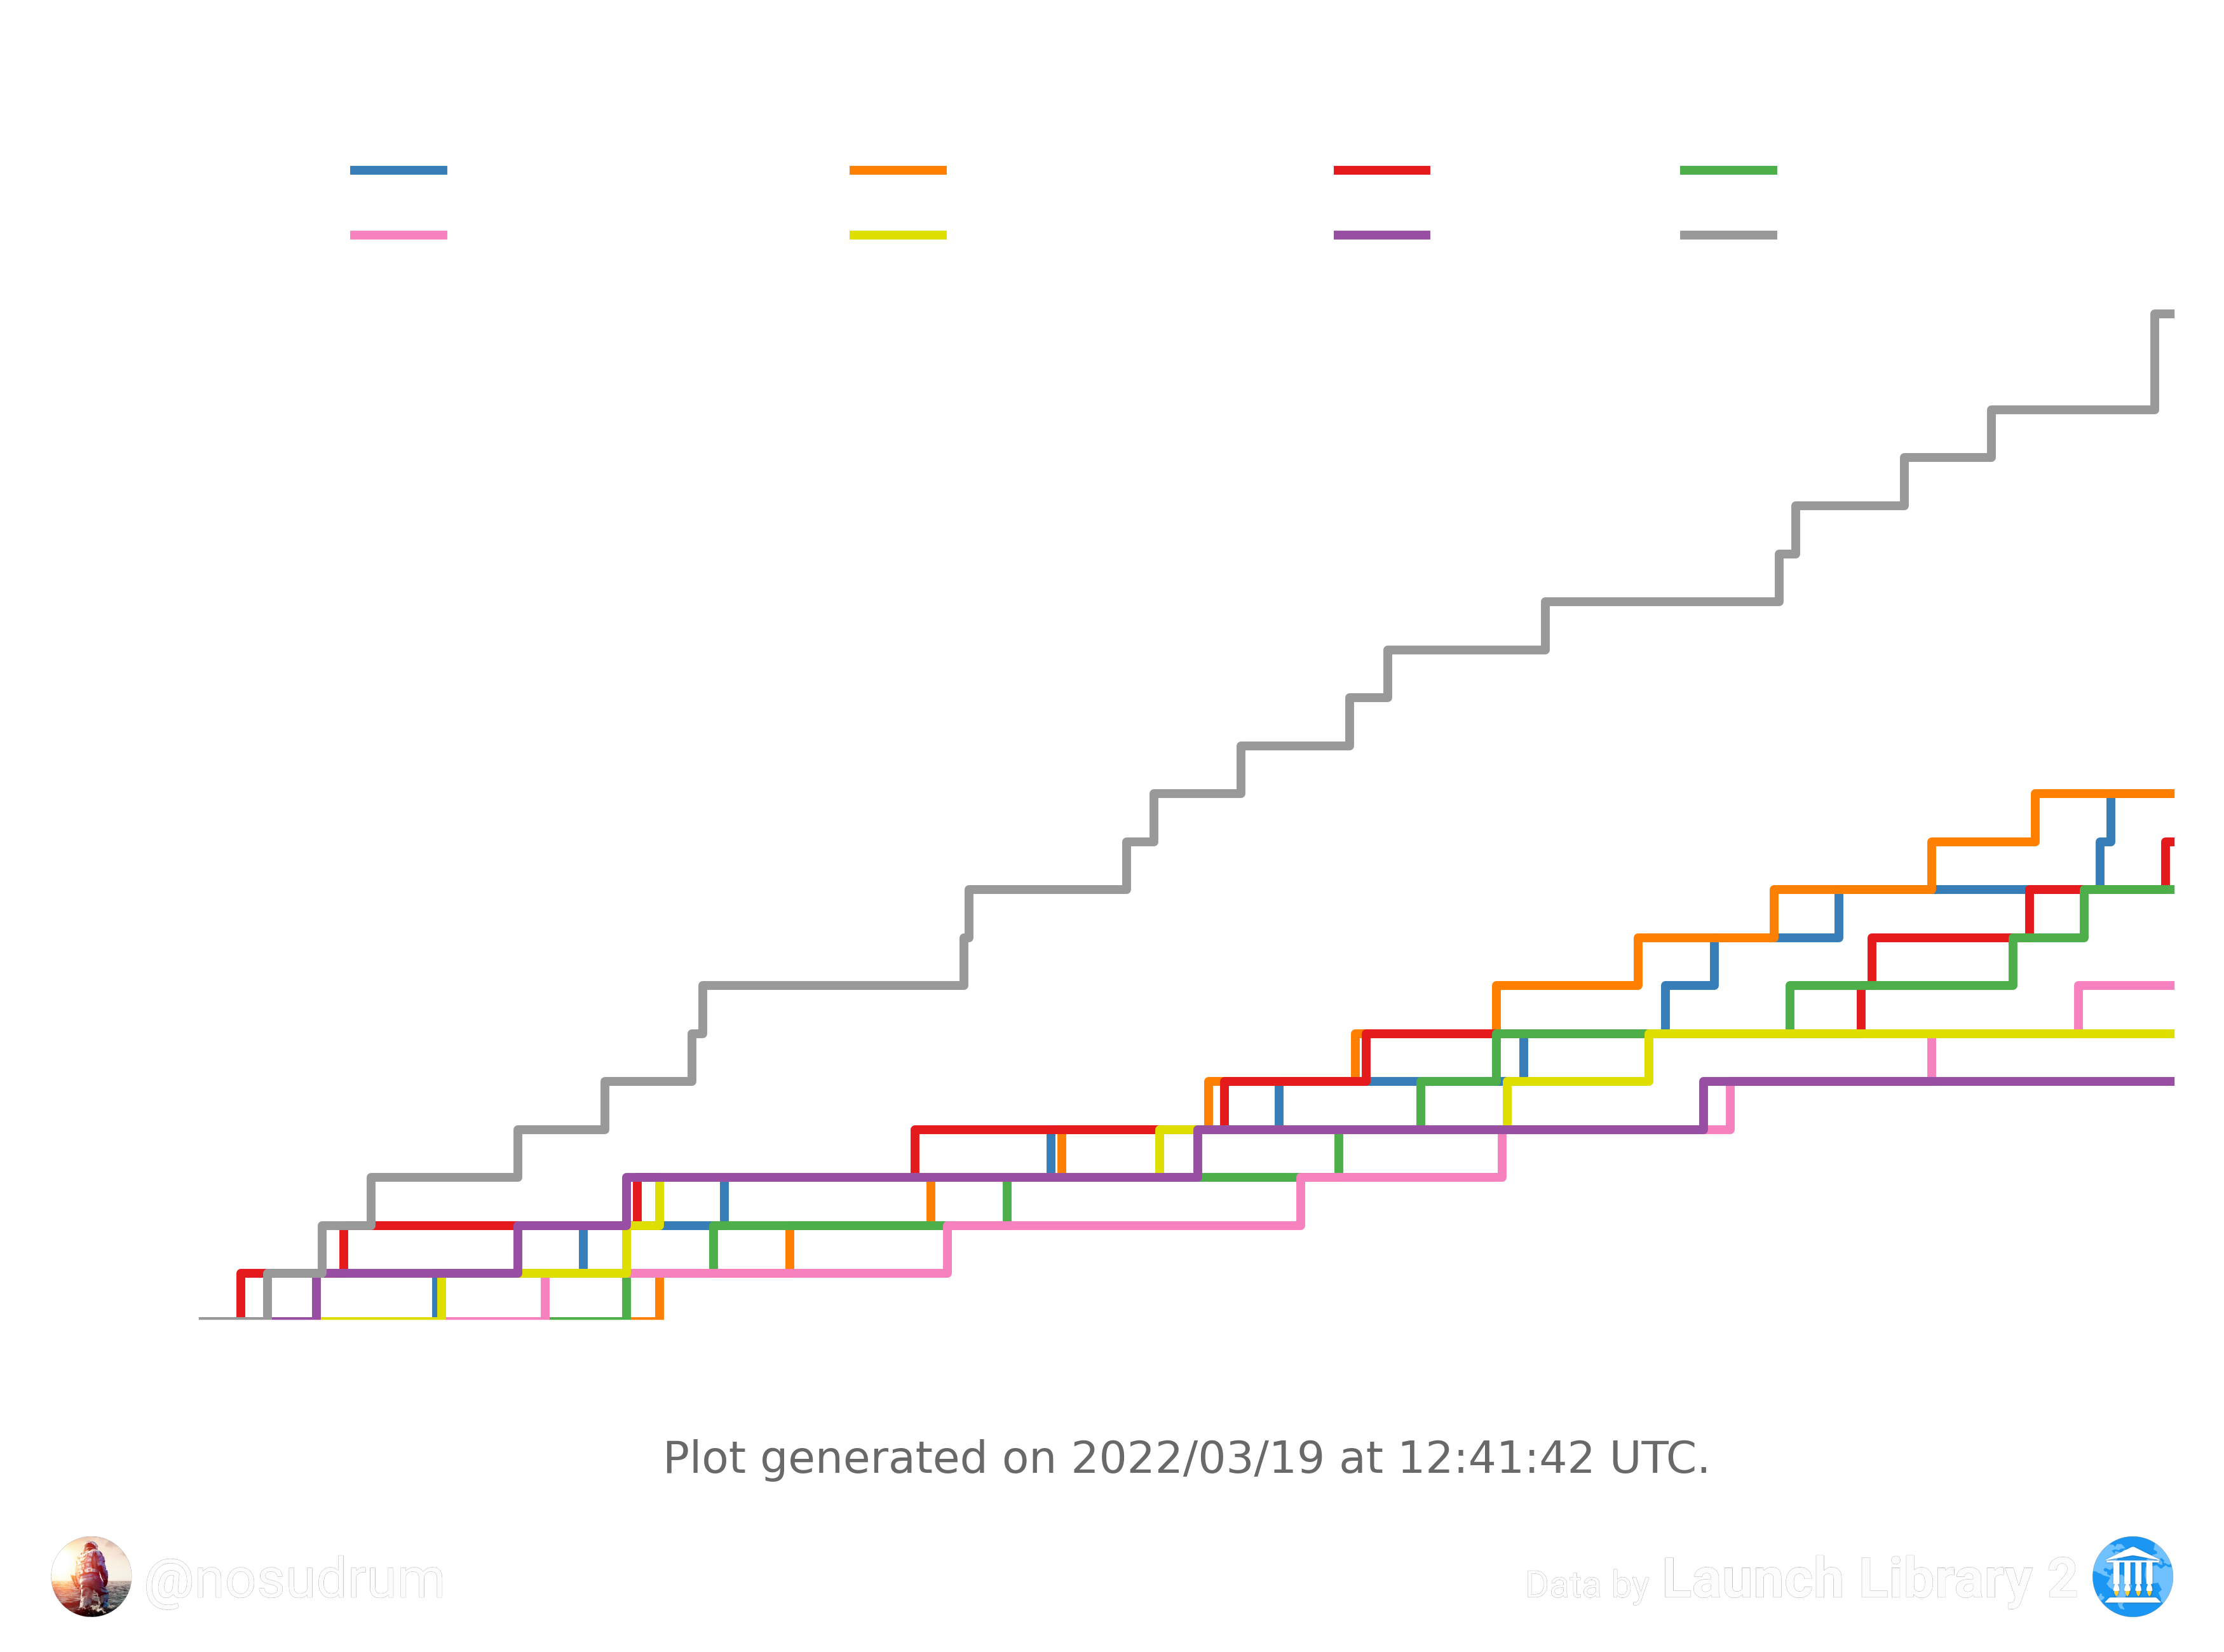 Plot generated on 2022/03/19 at 12:41:42 UTC.
@nosudrum
Data by Launch Library 2